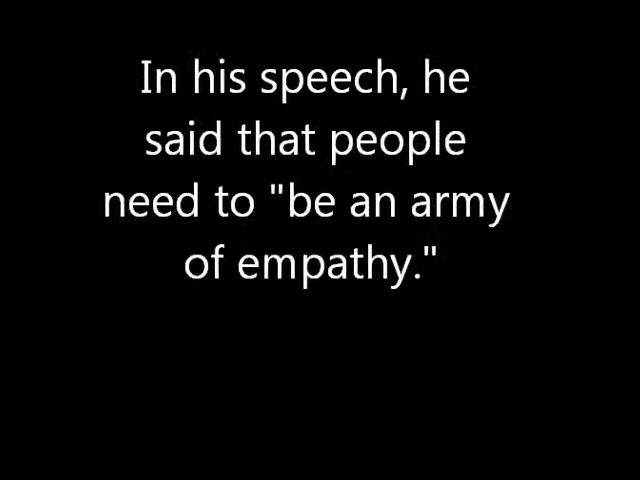 In his speech, he
said that people
need to "be an army
of empathy."